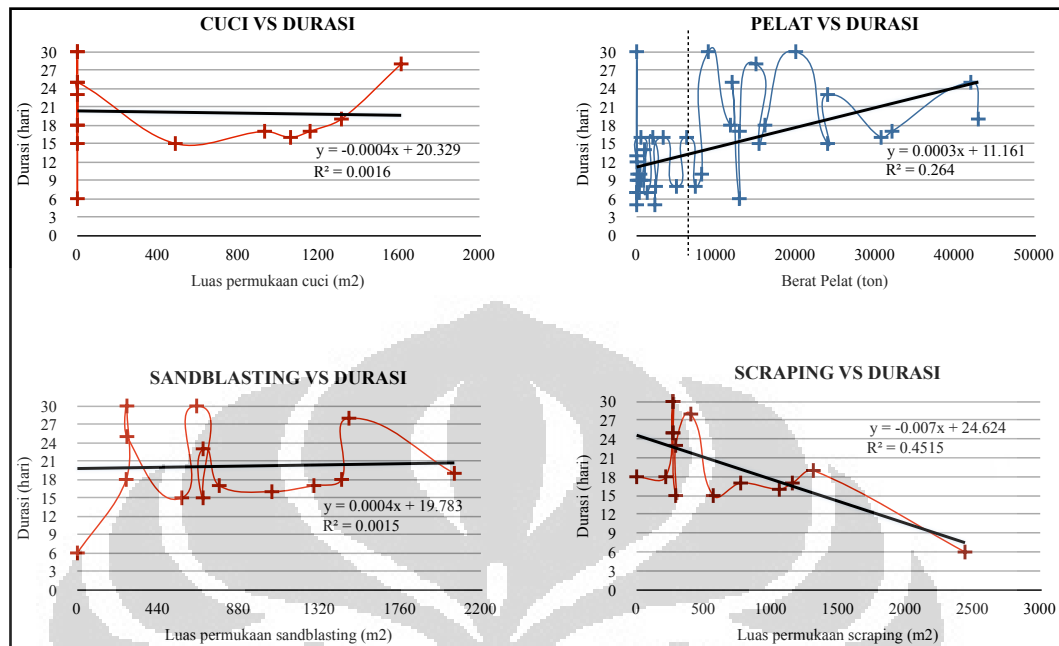 CUCI VS DURASI
Durasi (hari)
30
27
24
21
18
15
12
9
6
3
0
y = -0.0004x + 20.329
R² = 0.0016
0 400 800 1200 1600 2000
Luas permukaan cuci (m2)
PELAT VS DURASI
Durasi (hari)
30
27
24
21
18
15
12
9
6
3
0
y = 0.0003x + 11.161
R² = 0.264
0 10000 20000 30000 40000 50000
Berat Pelat (ton)
SANDBLASTING VS DURASI
Durasi (hari)
30
27
24
21
18
15
12
9
6
3
0
y = 0.0004x + 19.783
R² = 0.0015
0 440 880 1320 1760 2200
Luas permukaan sandblasting (m2)
SCRAPING VS DURASI
Durasi (hari)
30
27
24
21
18
15
12
9
6
3
0
y = -0.007x + 24.624
R² = 0.4515
0 500 1000 1500 2000 2500 3000
Luas permukaan scraping (m2)